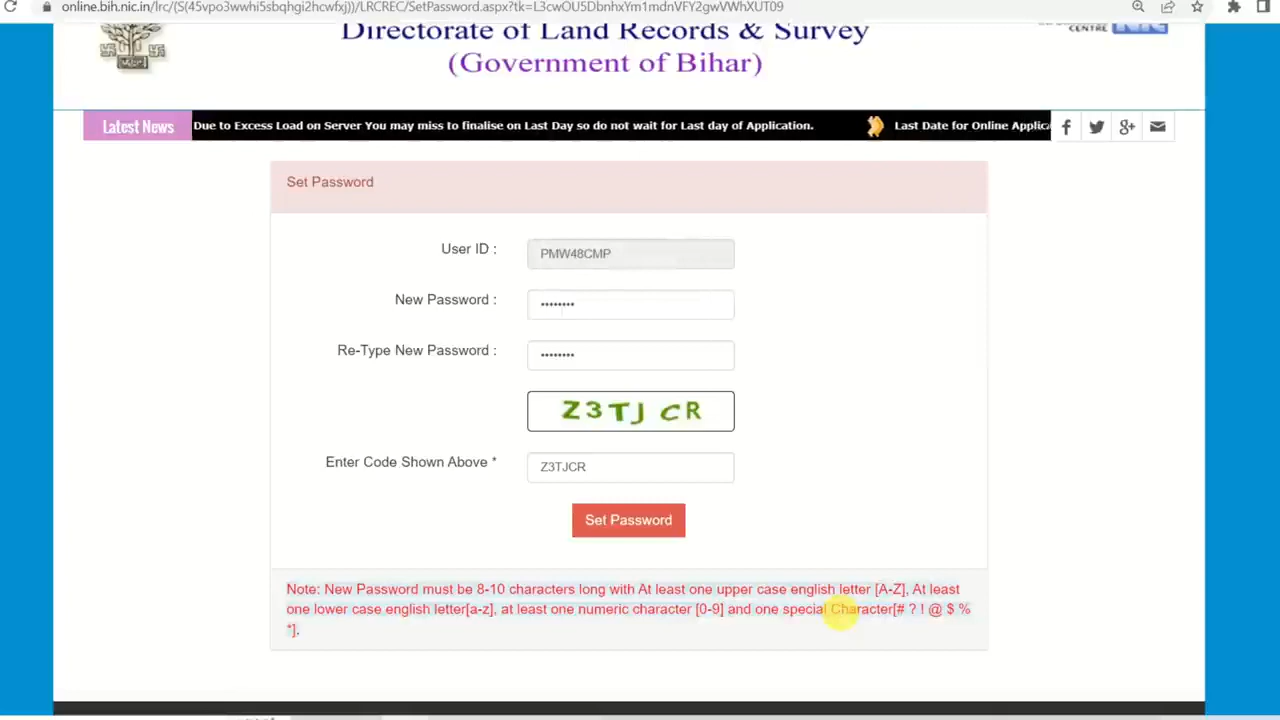 online.bih.nic.in/lrc/(S(45vpo3wwhi5sbqhgi2hcwfxj))/LRCREC/SetPassword.aspx?tk=L3cwOU5DbnhxYm1mdnVFY2gwVWhXUT09
Directorate of Land Records & Survey
CENTRE NIC
(Government of Bihar)
Latest News Due to Excess Load on Server You may miss to finalise on Last Day so do not wait for Last day of Application. Last Date for Online Applica
Set Password
User ID : PMW48CMP
New Password : ••••••••
Re-Type New Password : ••••••••
Z3TJ CR
Enter Code Shown Above * Z3TJCR
Set Password
Note: New Password must be 8-10 characters long with At least one upper case english letter [A-Z], At least
one lower case english letter[a-z], at least one numeric character [0-9] and one special Character[# ? ! @ $ %
*].